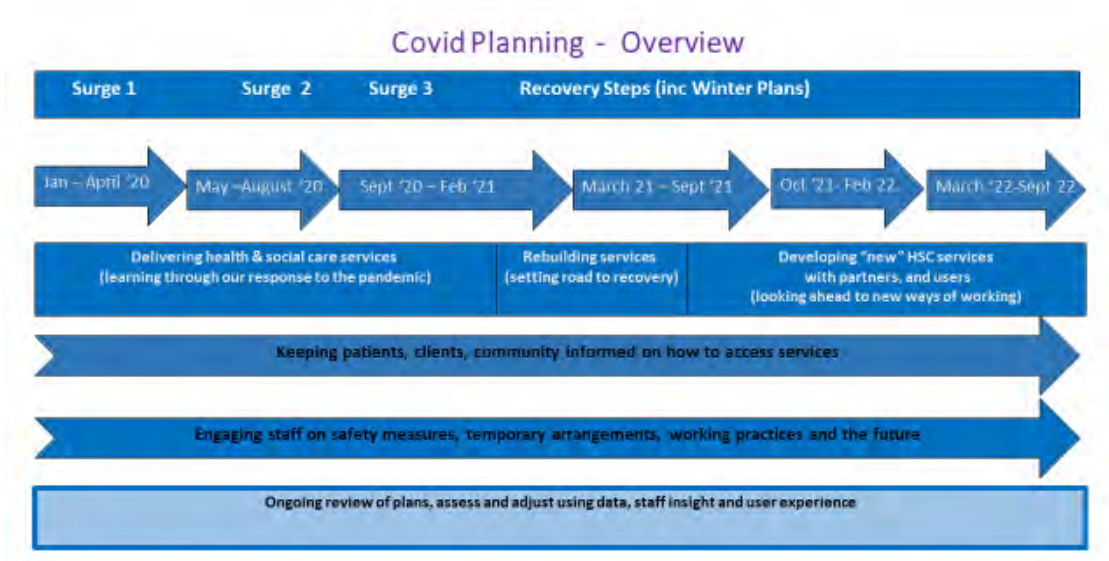 Covid Planning - Overview
Surge 1 Surge 2 Surge 3 Recovery Steps (inc Winter Plans)
Jan – April '20 May –August '20 Sept '20 – Feb '21 March 21 – Sept '21 Oct '21- Feb 22 March '22-Sept 22
Delivering health & social care services
(learning through our response to the pandemic)
Rebuilding services
(setting road to recovery)
Developing "new" HSC services
with partners, and users
(looking ahead to new ways of working)
Keeping patients, clients, community informed on how to access services
Engaging staff on safety measures, temporary arrangements, working practices and the future
Ongoing review of plans, assess and adjust using data, staff insight and user experience